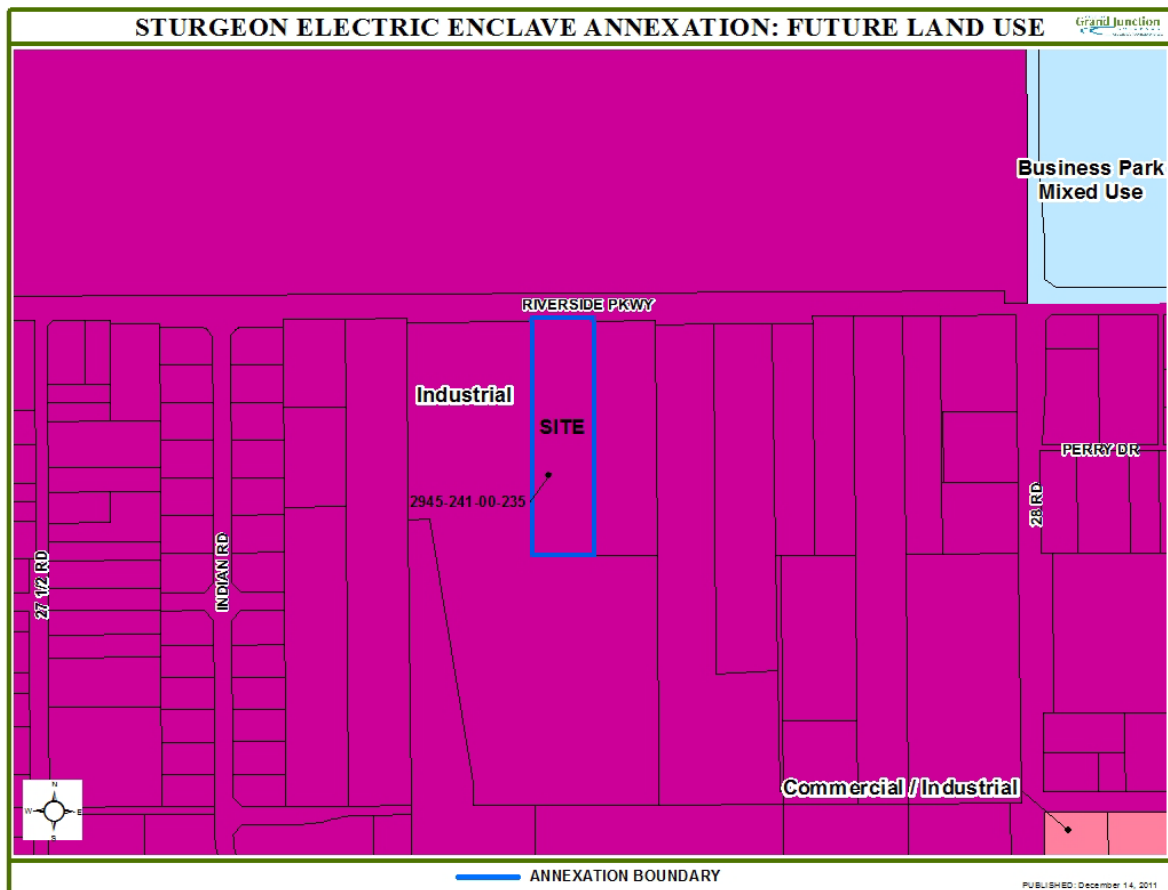 STURGEON ELECTRIC ENCLAVE ANNEXATION: FUTURE LAND USE
Grand Junction
Business Park
Mixed Use
RIVERSIDE PKWY
Industrial
SITE
PERRY DR
2945-241-00-235
28 RD
INDIAN RD
27 1/2 RD
Commercial / Industrial
N
W
E
S
ANNEXATION BOUNDARY
PUBLISHED: December 14, 2011